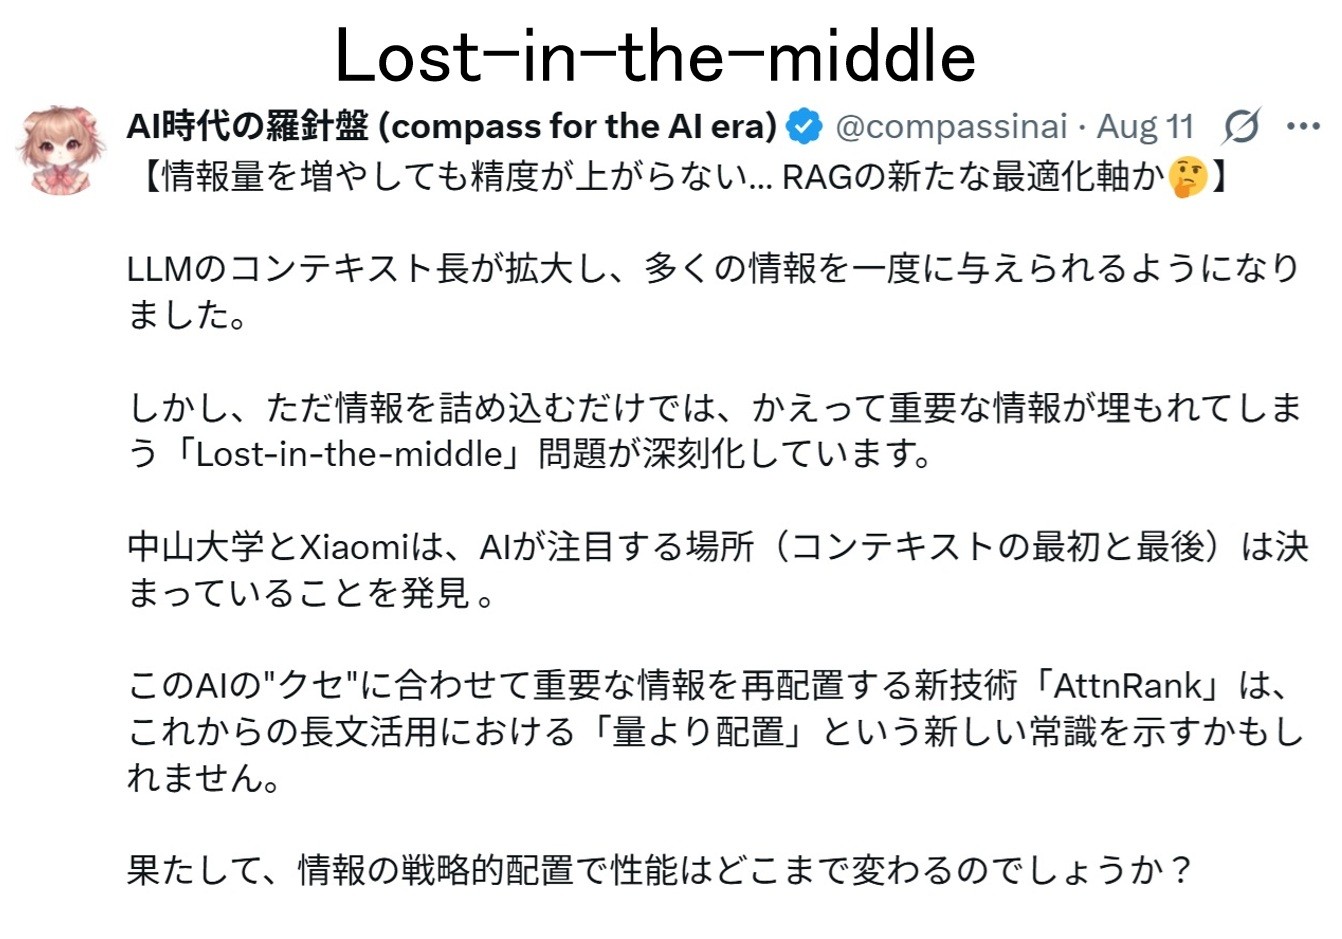 Lost-in-the-middle
AI時代の羅針盤 (compass for the AI era) @compassinai · Aug 11
【情報量を増やしても精度が上がらない... RAGの新たな最適化軸か🤔】
LLMのコンテキスト長が拡大し、多くの情報を一度に与えられるようになり
ました。
しかし、ただ情報を詰め込むだけでは、かえって重要な情報が埋もれてしま
う「Lost-in-the-middle」問題が深刻化しています。
中山大学とXiaomiは、AIが注目する場所（コンテキストの最初と最後）は決
まっていることを発見 。
このAIの"クセ"に合わせて重要な情報を再配置する新技術「AttnRank」は、
これからの長文活用における「量より配置」という新しい常識を示すかもし
れません。
果たして、情報の戦略的配置で性能はどこまで変わるのでしょうか？